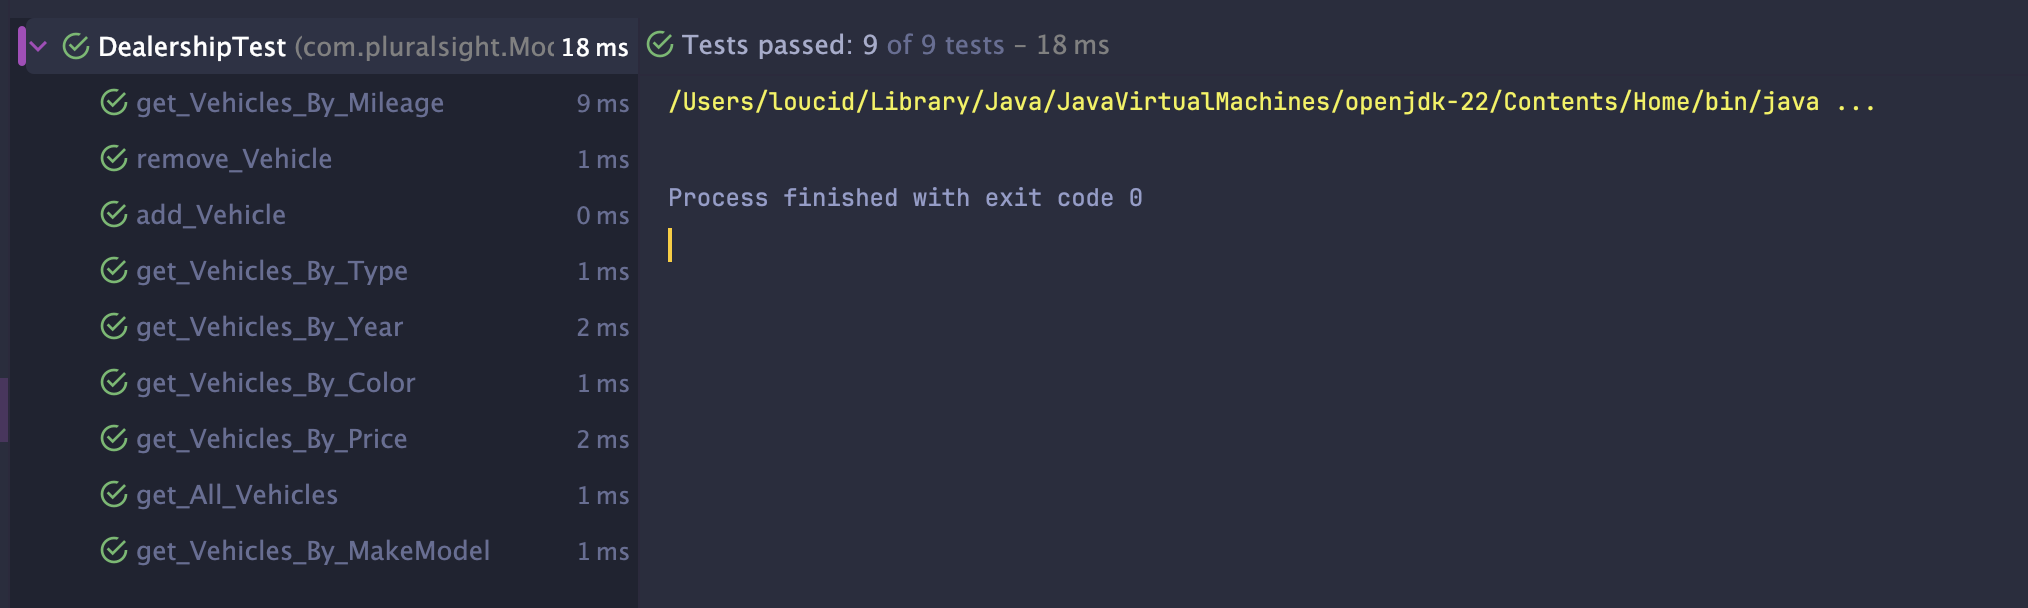 DealershipTest (com.pluralsight.Moc 18 ms
get_Vehicles_By_Mileage 9 ms
remove_Vehicle 1 ms
add_Vehicle 0 ms
get_Vehicles_By_Type 1 ms
get_Vehicles_By_Year 2 ms
get_Vehicles_By_Color 1 ms
get_Vehicles_By_Price 2 ms
get_All_Vehicles 1 ms
get_Vehicles_By_MakeModel 1 ms
Tests passed: 9 of 9 tests – 18 ms
/Users/loucid/Library/Java/JavaVirtualMachines/openjdk-22/Contents/Home/bin/java ...
Process finished with exit code 0